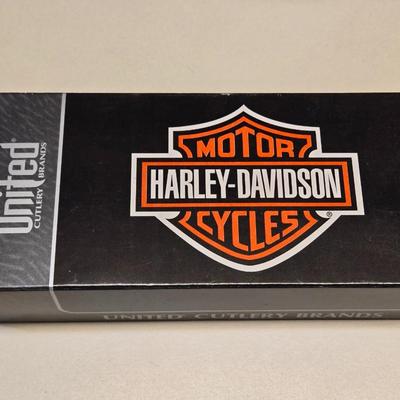 United®
CUTLERY BRANDS
MOTOR
HARLEY-DAVIDSON
CYCLES®
UNITED CUTLERY BRANDS